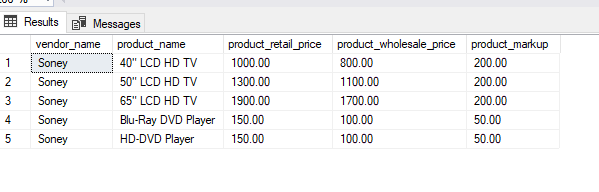 Results Messages
vendor_name product_name product_retail_price product_wholesale_price product_markup
1 Soney 40" LCD HD TV 1000.00 800.00 200.00
2 Soney 50" LCD HD TV 1300.00 1100.00 200.00
3 Soney 65" LCD HD TV 1900.00 1700.00 200.00
4 Soney Blu-Ray DVD Player 150.00 100.00 50.00
5 Soney HD-DVD Player 150.00 100.00 50.00